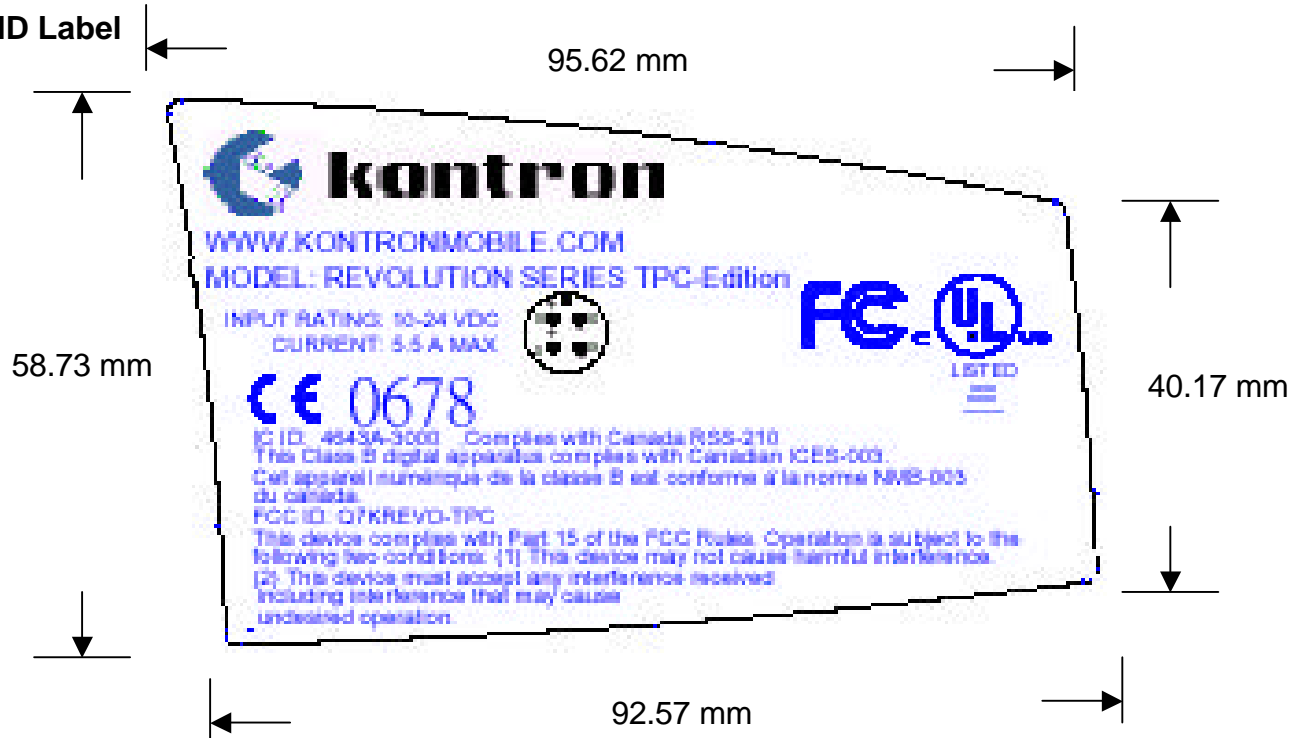 ID Label
95.62 mm
kontron
WWW.KONTRONMOBILE.COM
MODEL: REVOLUTION SERIES TPC-Edition
INPUT RATING: 10-24 VDC
CURRENT: 5.5 A MAX
FC
c UL us
LISTED
58.73 mm
40.17 mm
CE 0678
IC ID: 4643A-3000 Complies with Canada RSS-210
This Class B digital apparatus complies with Canadian ICES-003.
Cet appareil numérique de la classe B est conforme à la norme NMB-003
du canada.
FCC ID: O7KREVO-TPC
This device complies with Part 15 of the FCC Rules. Operation is subject to the
following two conditions: (1) This device may not cause harmful interference.
(2) This device must accept any interference received
including interference that may cause
undesired operation.
92.57 mm